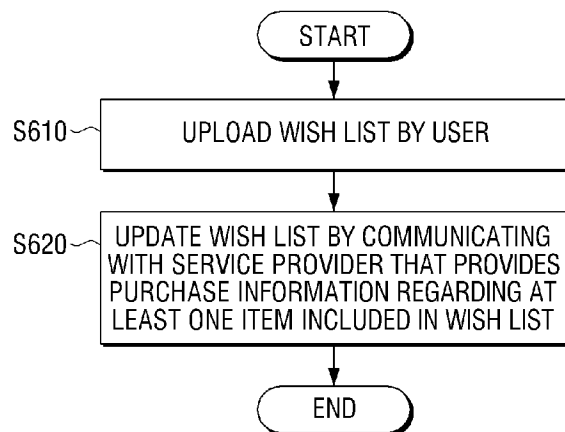 START
S610
UPLOAD WISH LIST BY USER
S620
UPDATE WISH LIST BY COMMUNICATING
WITH SERVICE PROVIDER THAT PROVIDES
PURCHASE INFORMATION REGARDING AT
LEAST ONE ITEM INCLUDED IN WISH LIST
END